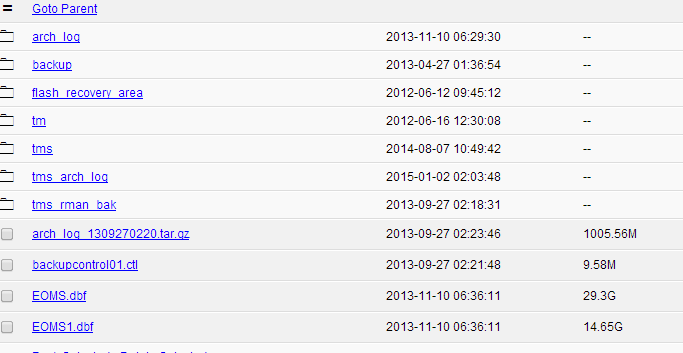 Goto Parent
arch_log 2013-11-10 06:29:30 --
backup 2013-04-27 01:36:54 --
flash_recovery_area 2012-06-12 09:45:12 --
tm 2012-06-16 12:30:08 --
tms 2014-08-07 10:49:42 --
tms_arch_log 2015-01-02 02:03:48 --
tms_rman_bak 2013-09-27 02:18:31 --
arch_log_1309270220.tar.gz 2013-09-27 02:23:46 1005.56M
backupcontrol01.ctl 2013-09-27 02:21:48 9.58M
EOMS.dbf 2013-11-10 06:36:11 29.3G
EOMS1.dbf 2013-11-10 06:36:11 14.65G